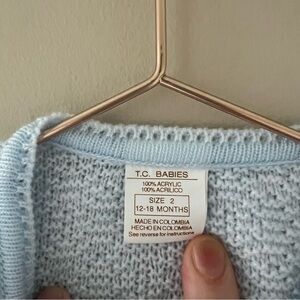 T.C. BABIES
100% ACRYLIC
100% ACRILICO
SIZE 2
12-18 MONTHS
MADE IN COLOMBIA
HECHO EN COLOMBIA
See reverse for instructions